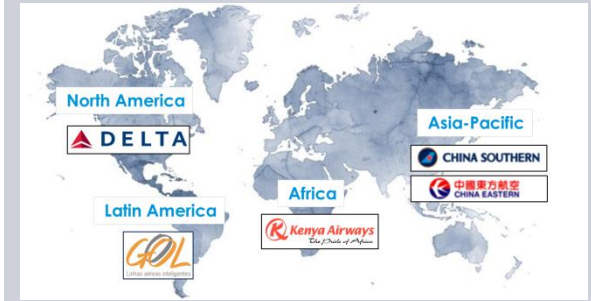 North America
DELTA
Asia-Pacific
CHINA SOUTHERN
中國東方航空
CHINA EASTERN
Africa
Kenya Airways
The Pride of Africa
Latin America
GOL
Linhas aéreas inteligentes